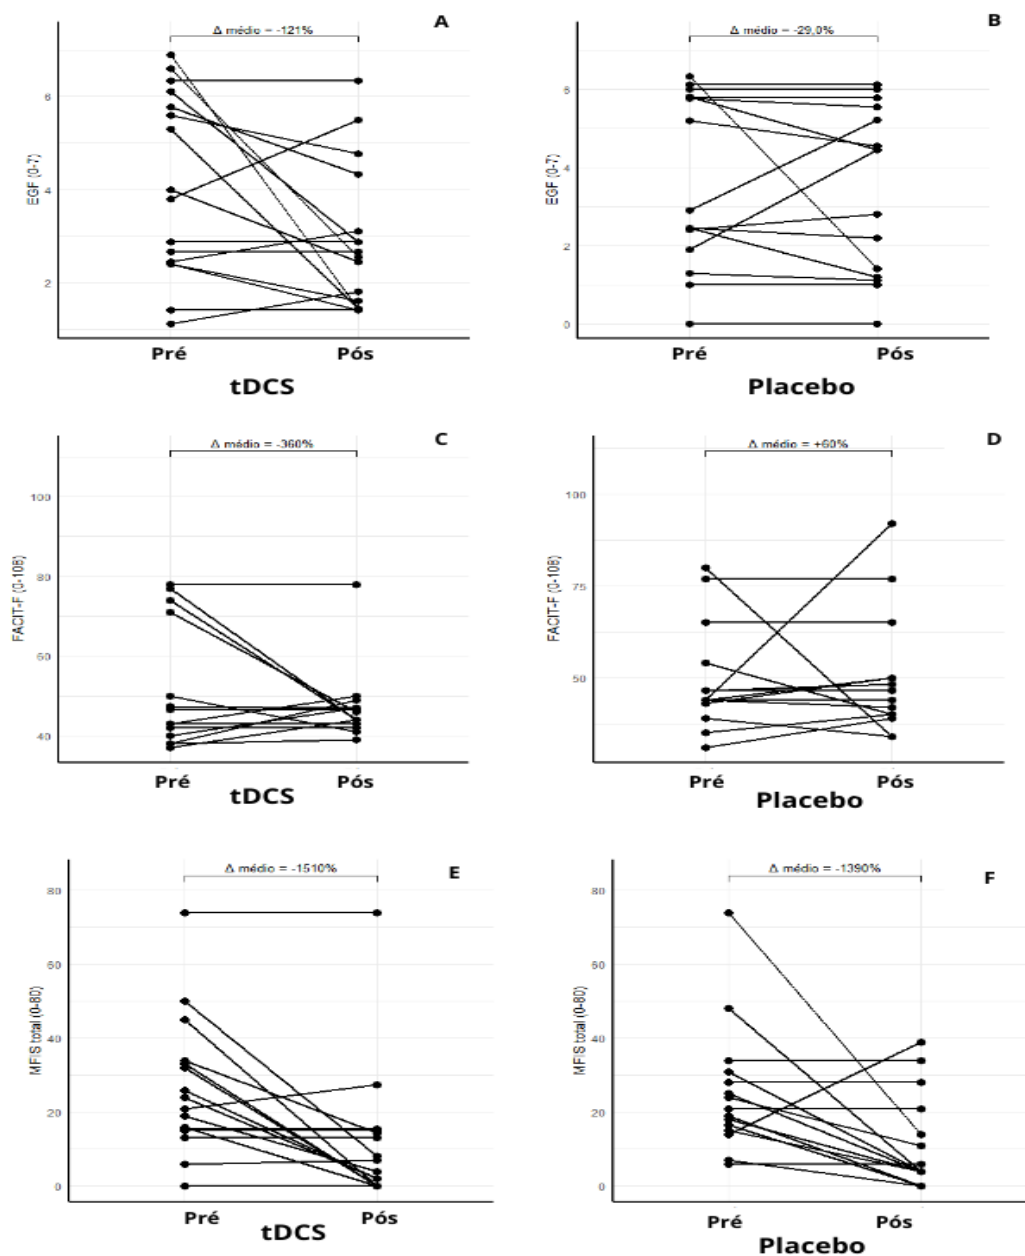 A
Δ médio = -121%
EGF (0-7)
6
4
2
Pré
Pós
tDCS
B
Δ médio = -29,0%
EGF (0-7)
6
4
2
0
Pré
Pós
Placebo
C
Δ médio = -360%
FACIT-F (0-108)
100
80
60
40
Pré
Pós
tDCS
D
Δ médio = +60%
FACIT-F (0-108)
100
75
50
Pré
Pós
Placebo
E
Δ médio = -1510%
MFIS total (0-80)
80
60
40
20
0
Pré
Pós
tDCS
F
Δ médio = -1390%
MFIS total (0-80)
80
60
40
20
0
Pré
Pós
Placebo